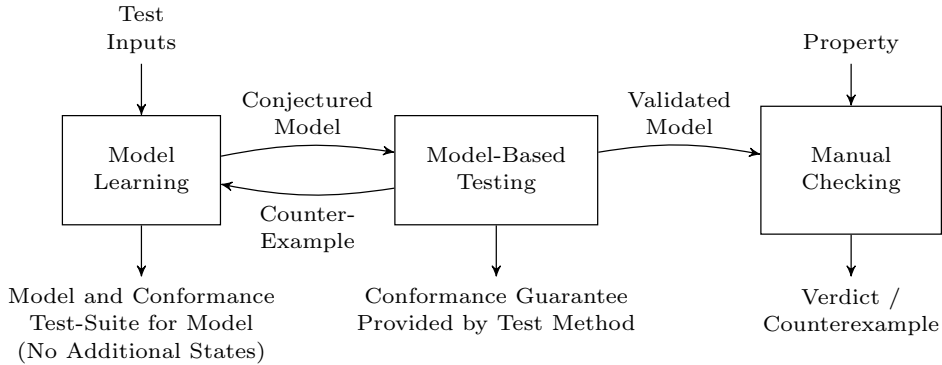 Test
Inputs
Property
Conjectured
Model
Validated
Model
Model
Learning
Model-Based
Testing
Manual
Checking
Counter-
Example
Model and Conformance
Test-Suite for Model
(No Additional States)
Conformance Guarantee
Provided by Test Method
Verdict /
Counterexample